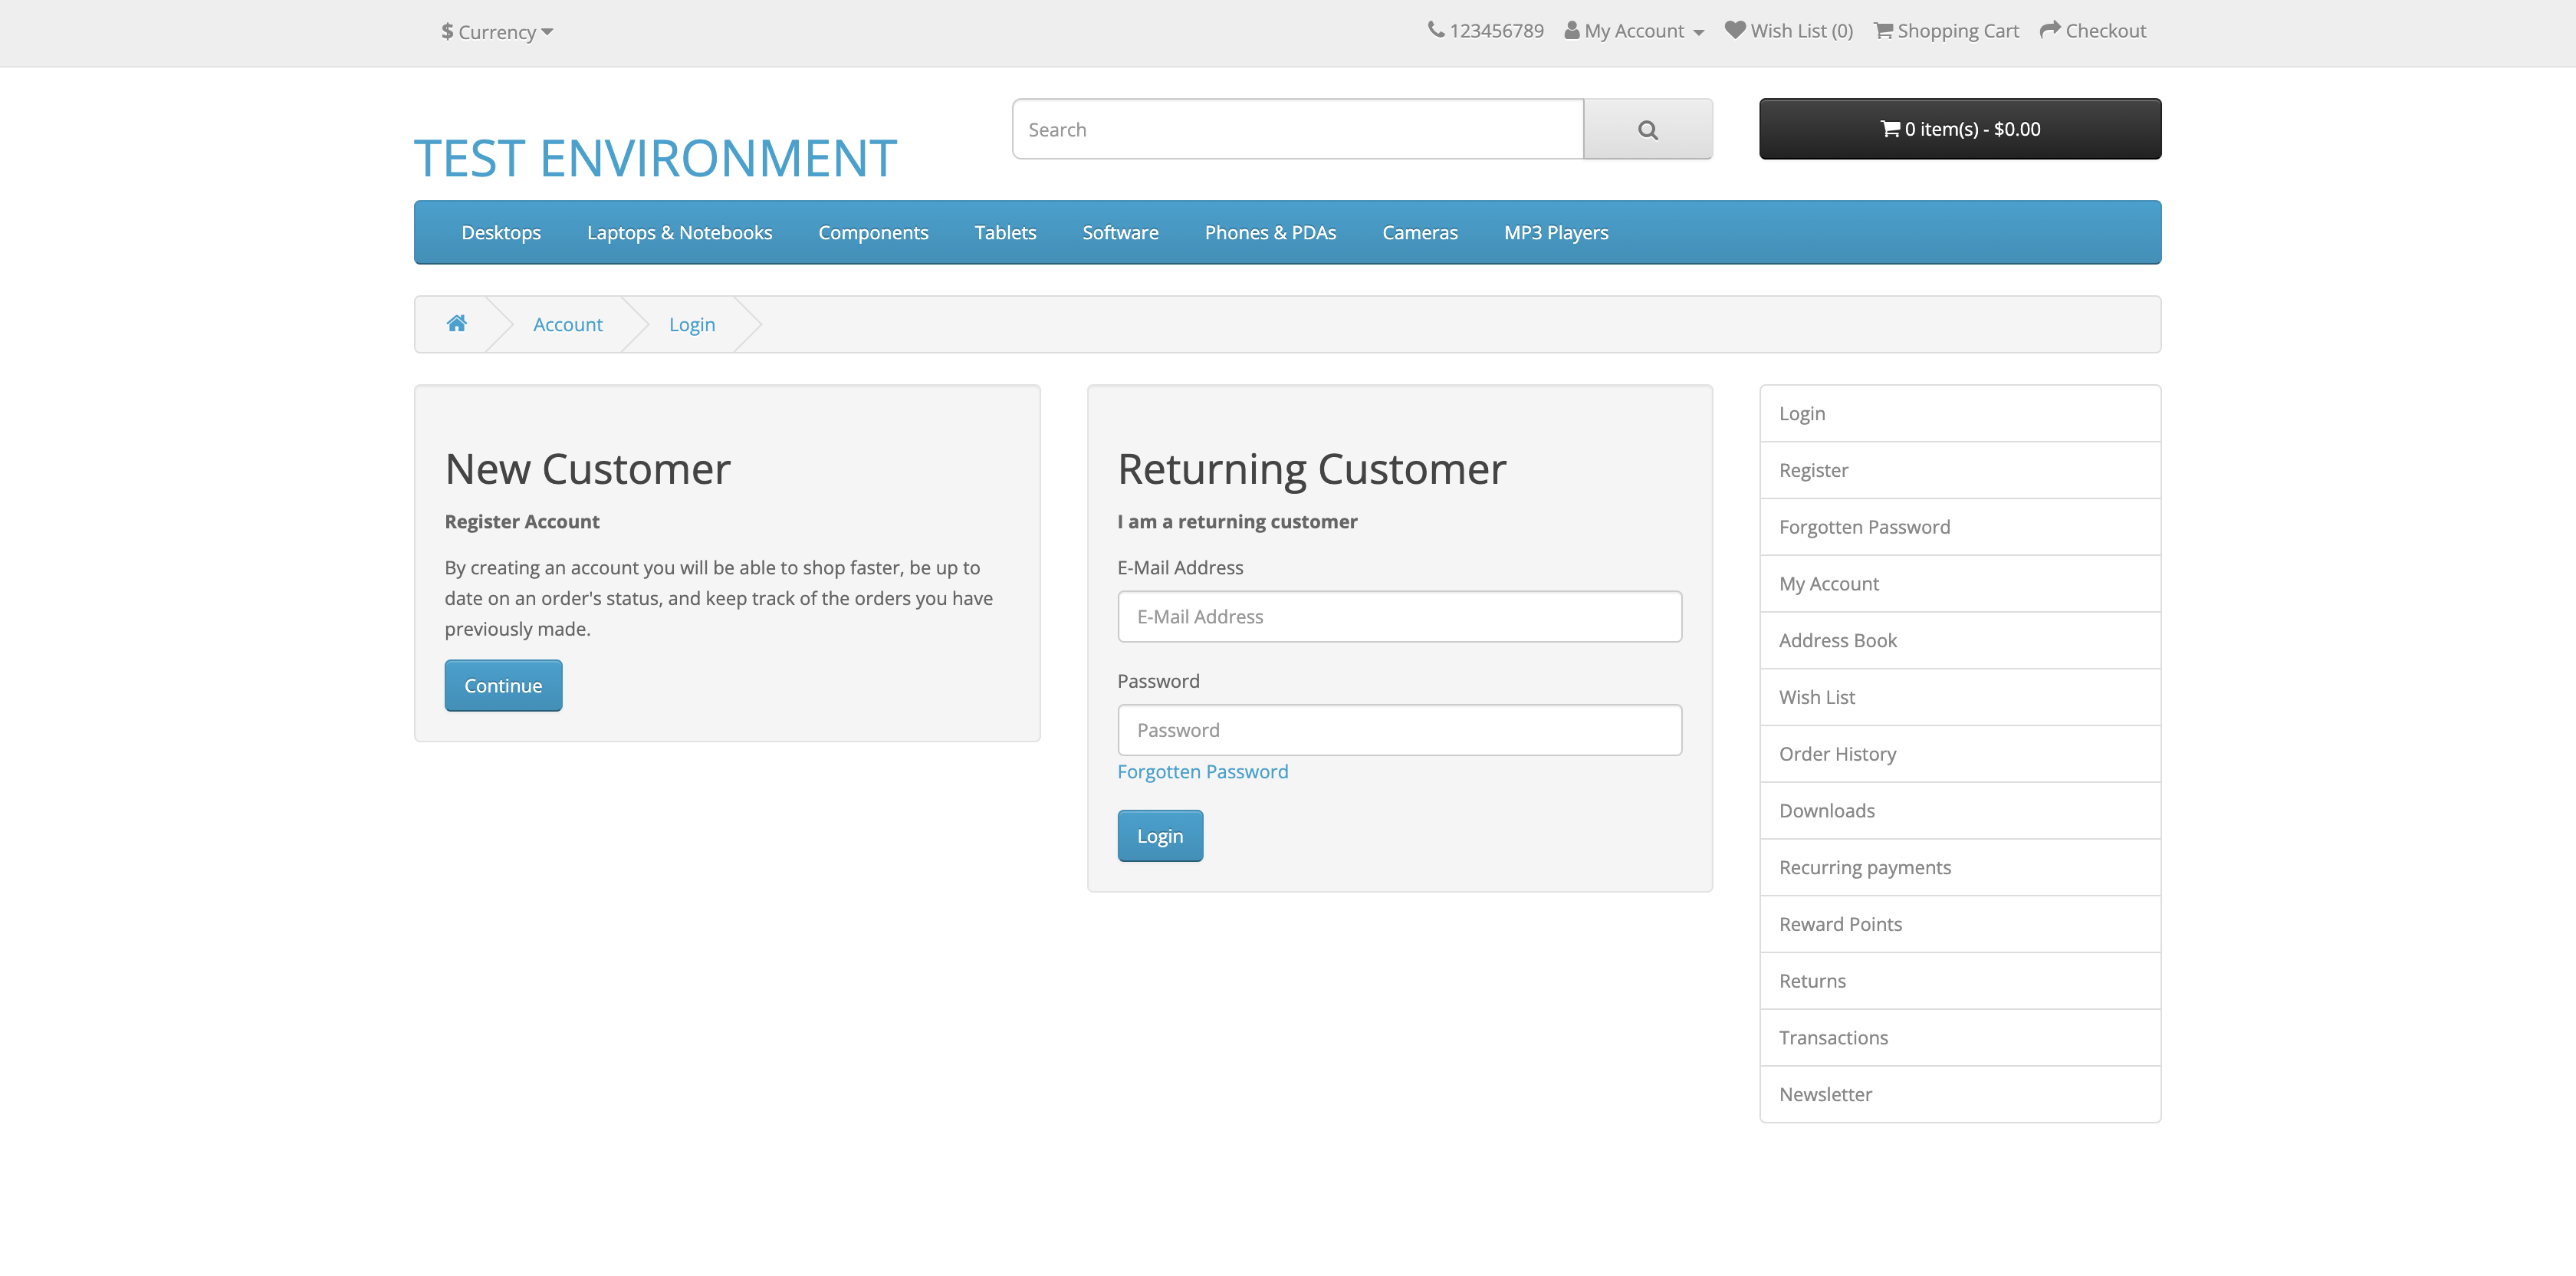 $ Currency
123456789 My Account Wish List (0) Shopping Cart Checkout
TEST ENVIRONMENT
Search
0 item(s) - $0.00
Desktops Laptops & Notebooks Components Tablets Software Phones & PDAs Cameras MP3 Players
Account Login
New Customer
Register Account
By creating an account you will be able to shop faster, be up to
date on an order's status, and keep track of the orders you have
previously made.
Continue
Returning Customer
I am a returning customer
E-Mail Address
E-Mail Address
Password
Password
Forgotten Password
Login
Login
Register
Forgotten Password
My Account
Address Book
Wish List
Order History
Downloads
Recurring payments
Reward Points
Returns
Transactions
Newsletter